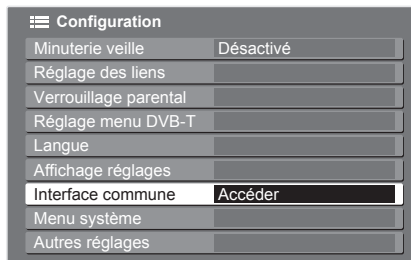 Configuration
Minuterie veille Désactivé
Réglage des liens
Verrouillage parental
Réglage menu DVB-T
Langue
Affichage réglages
Interface commune Accéder
Menu système
Autres réglages